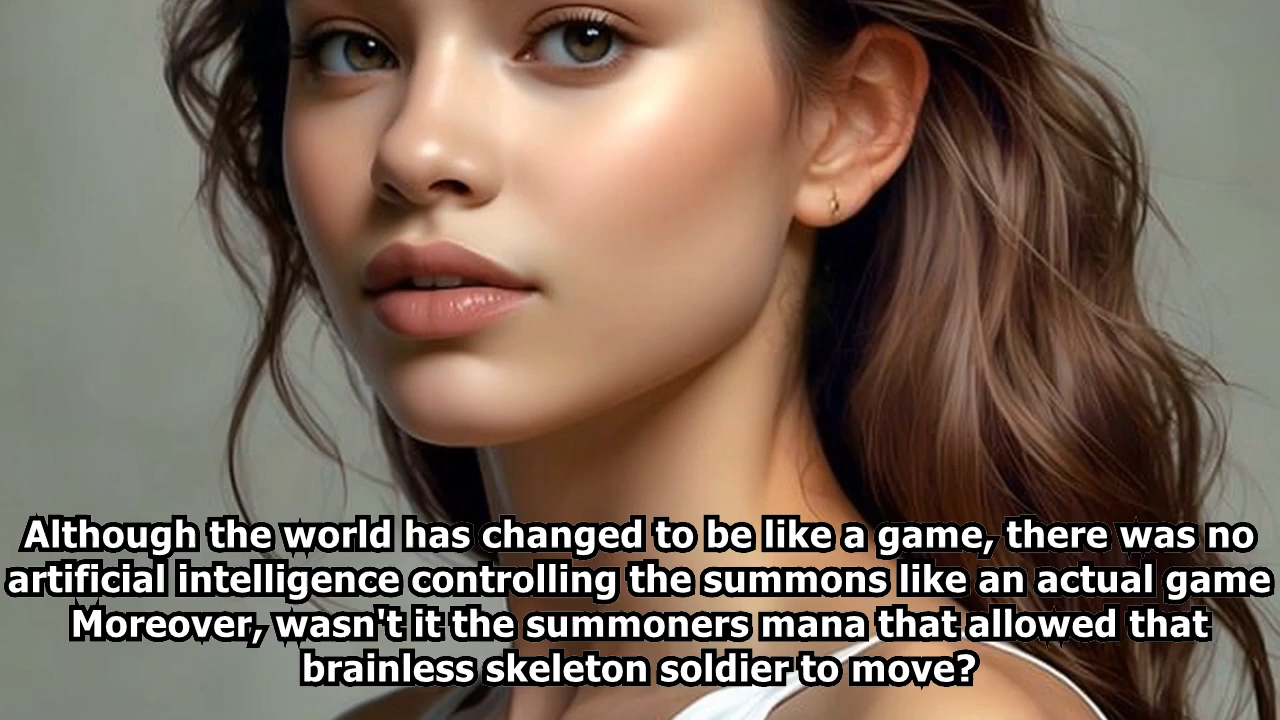 Although the world has changed to be like a game, there was no
artificial intelligence controlling the summons like an actual game
Moreover, wasn't it the summoners mana that allowed that
brainless skeleton soldier to move?